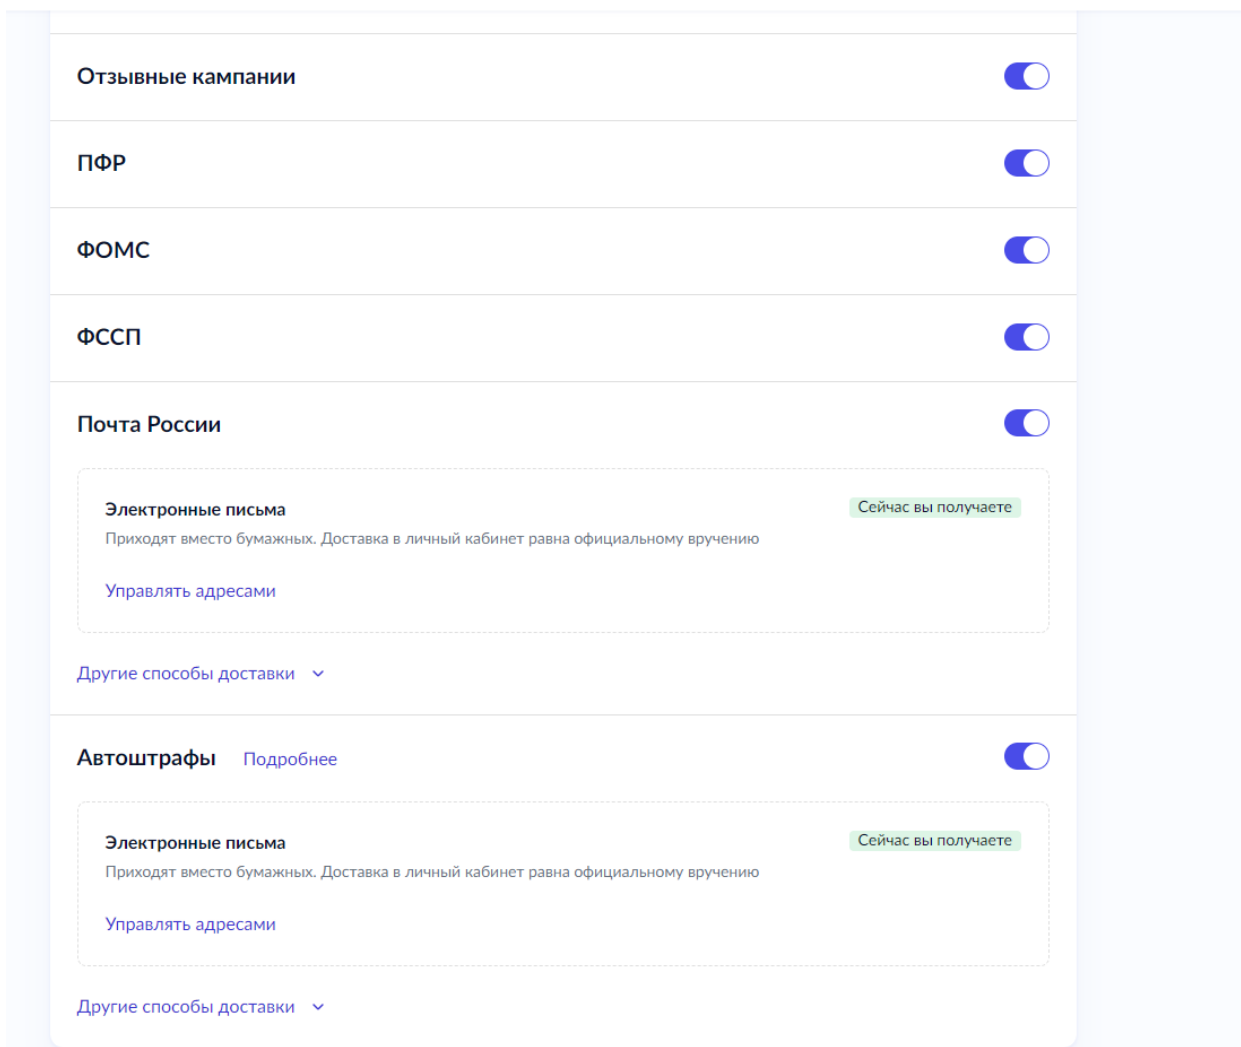 Отзывные кампании
ПФР
ФОМС
ФССП
Почта России
Электронные письма
Сейчас вы получаете
Приходят вместо бумажных. Доставка в личный кабинет равна официальному вручению
Управлять адресами
Другие способы доставки
Автоштрафы Подробнее
Электронные письма
Сейчас вы получаете
Приходят вместо бумажных. Доставка в личный кабинет равна официальному вручению
Управлять адресами
Другие способы доставки